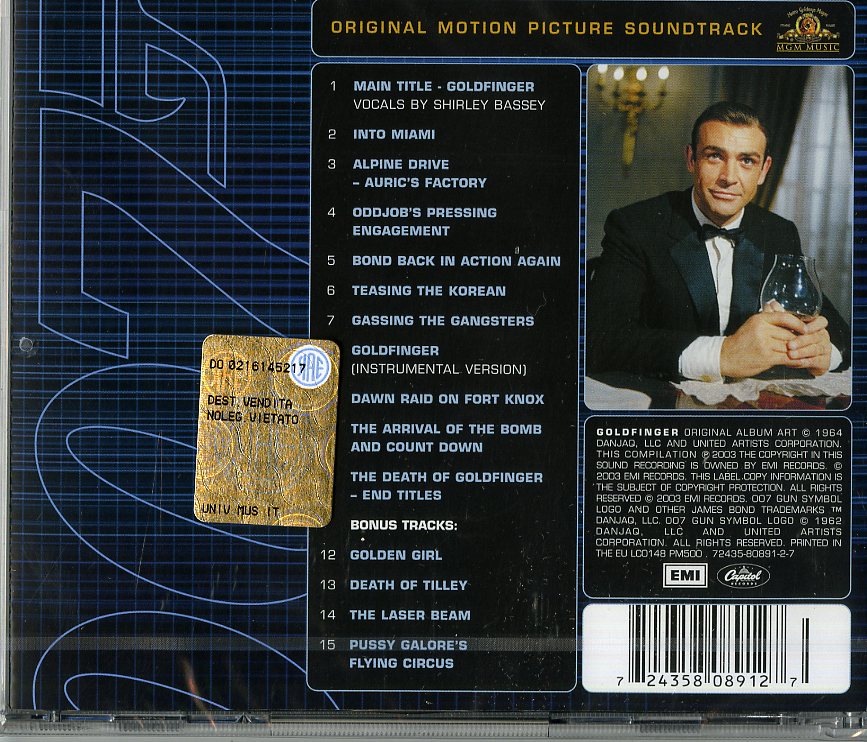 ORIGINAL MOTION PICTURE SOUNDTRACK
MGM MUSIC
1 MAIN TITLE - GOLDFINGER
VOCALS BY SHIRLEY BASSEY
2 INTO MIAMI
3 ALPINE DRIVE
– AURIC'S FACTORY
4 ODDJOB'S PRESSING
ENGAGEMENT
5 BOND BACK IN ACTION AGAIN
6 TEASING THE KOREAN
7 GASSING THE GANGSTERS
GOLDFINGER
(INSTRUMENTAL VERSION)
DAWN RAID ON FORT KNOX
THE ARRIVAL OF THE BOMB
AND COUNT DOWN
THE DEATH OF GOLDFINGER
– END TITLES
BONUS TRACKS:
12 GOLDEN GIRL
13 DEATH OF TILLEY
14 THE LASER BEAM
15 PUSSY GALORE'S
FLYING CIRCUS
DO 0216145217
DEST.VENDITA
NOLEG.VIETATO
UNIV MUS IT
007
GOLDFINGER ORIGINAL ALBUM ART © 1964
DANJAQ, LLC AND UNITED ARTISTS CORPORATION.
THIS COMPILATION ℗ 2003 THE COPYRIGHT IN THIS
SOUND RECORDING IS OWNED BY EMI RECORDS. ©
2003 EMI RECORDS. THIS LABEL COPY INFORMATION IS
THE SUBJECT OF COPYRIGHT PROTECTION. ALL RIGHTS
RESERVED © 2003 EMI RECORDS. 007 GUN SYMBOL
LOGO AND OTHER JAMES BOND TRADEMARKS ™
DANJAQ, LLC. 007 GUN SYMBOL LOGO © 1962
DANJAQ, LLC AND UNITED ARTISTS
CORPORATION. ALL RIGHTS RESERVED. PRINTED IN
THE EU LC0148 PM500 . 72435-80891-2-7
EMI
Capitol
RECORDS
7 24358 08912 7